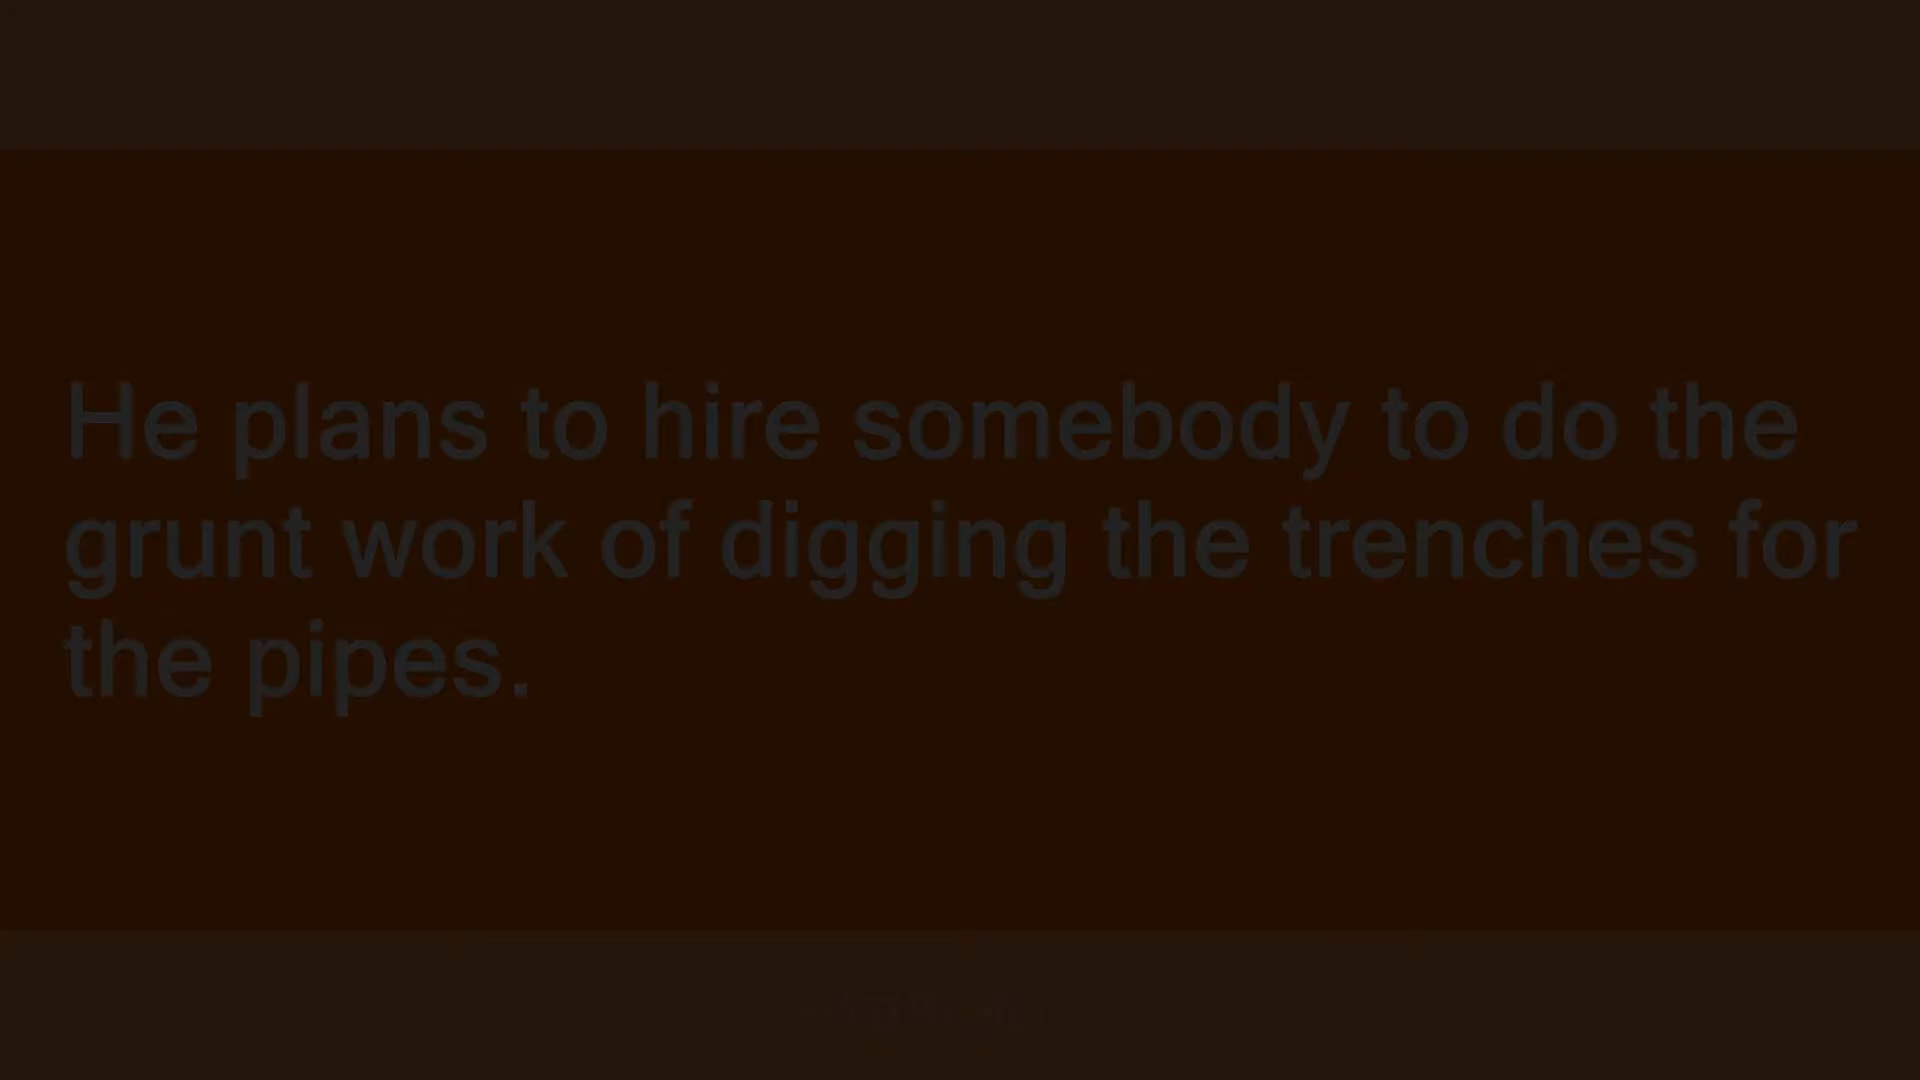 He plans to hire somebody to do the
grunt work of digging the trenches for
the pipes.